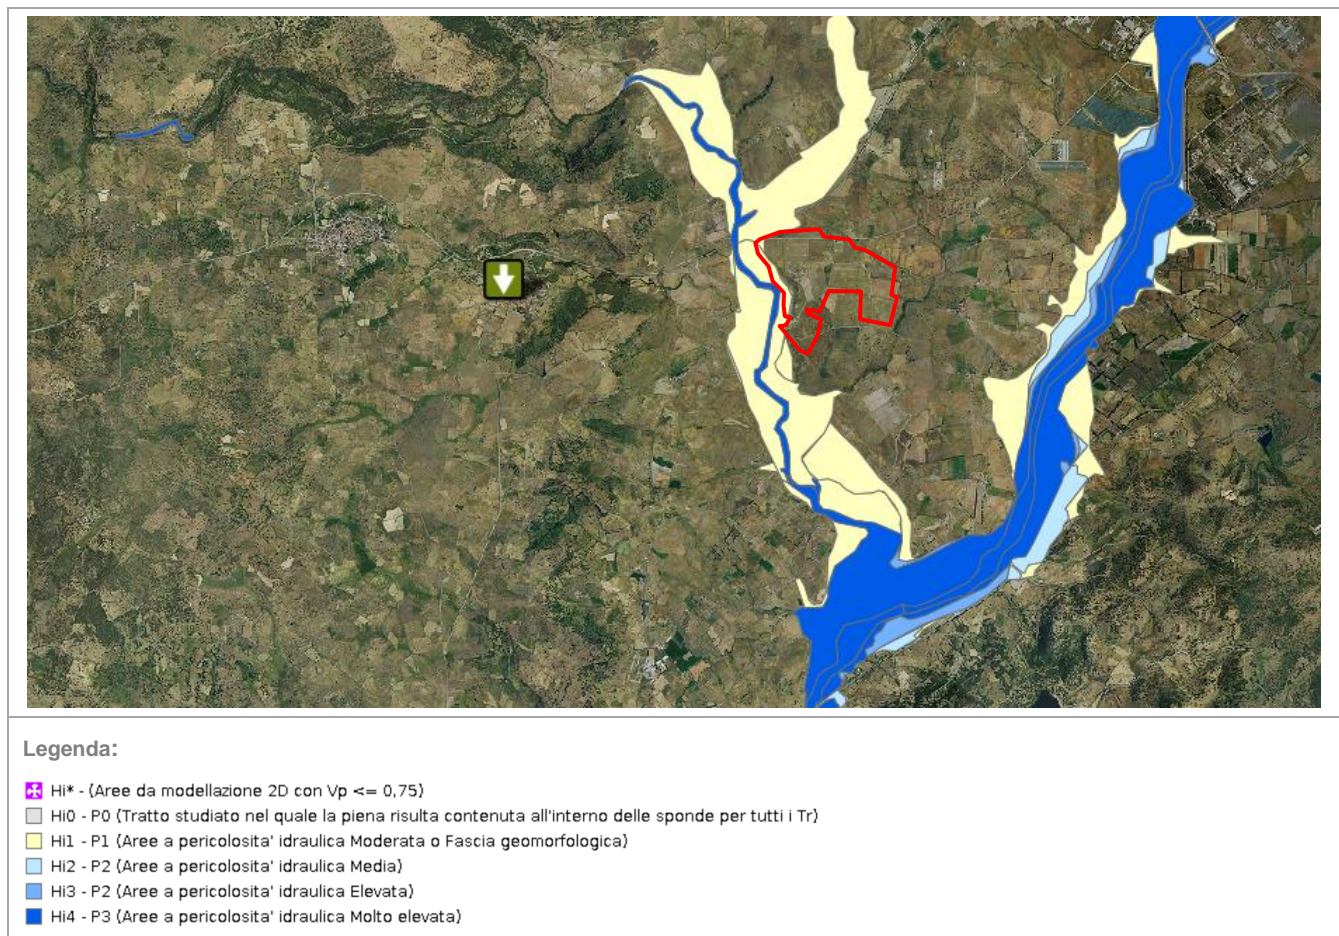 Legenda:
Hi* - (Aree da modellazione 2D con Vp <= 0,75)
Hi0 - P0 (Tratto studiato nel quale la piena risulta contenuta all'interno delle sponde per tutti i Tr)
Hi1 - P1 (Aree a pericolosita' idraulica Moderata o Fascia geomorfologica)
Hi2 - P2 (Aree a pericolosita' idraulica Media)
Hi3 - P2 (Aree a pericolosita' idraulica Elevata)
Hi4 - P3 (Aree a pericolosita' idraulica Molto elevata)